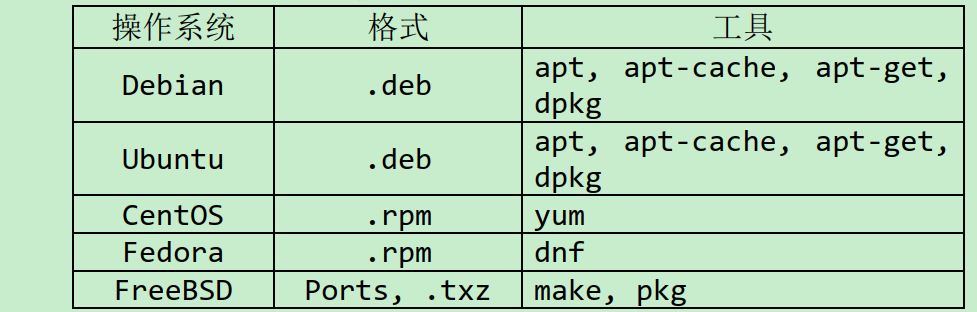 操作系统 格式 工具
Debian .deb apt, apt-cache, apt-get,
dpkg
Ubuntu .deb apt, apt-cache, apt-get,
dpkg
CentOS .rpm yum
Fedora .rpm dnf
FreeBSD Ports, .txz make, pkg